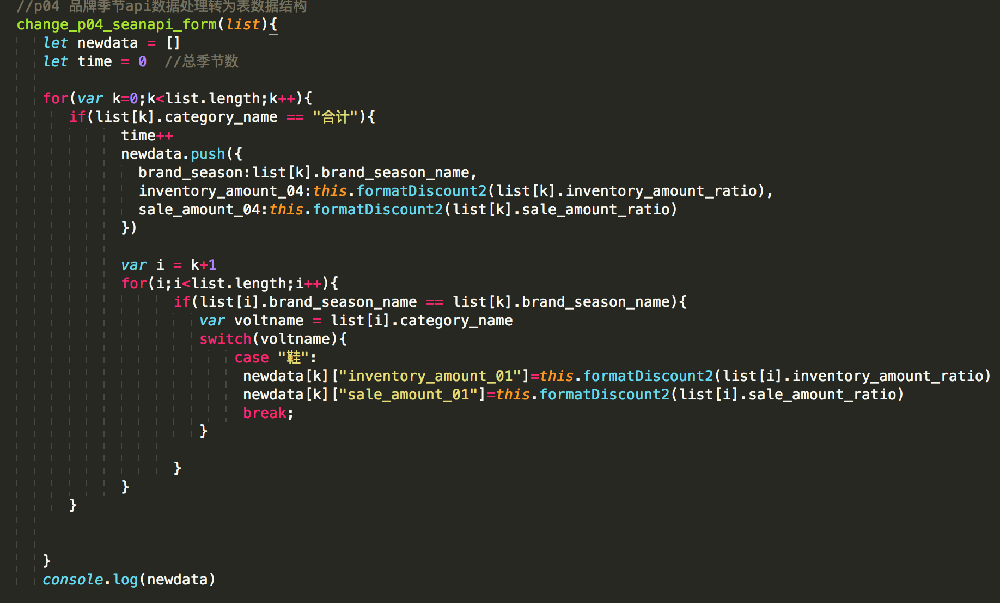 //p04 品牌季节api数据处理转为表数据结构
change_p04_seanapi_form(list){
let newdata = []
let time = 0  //总季节数
for(var k=0;k<list.length;k++){
if(list[k].category_name == "合计"){
time++
newdata.push({
brand_season:list[k].brand_season_name,
inventory_amount_04:this.formatDiscount2(list[k].inventory_amount_ratio),
sale_amount_04:this.formatDiscount2(list[k].sale_amount_ratio)
})
var i = k+1
for(i;i<list.length;i++){
if(list[i].brand_season_name == list[k].brand_season_name){
var voltname = list[i].category_name
switch(voltname){
case "鞋":
newdata[k]["inventory_amount_01"]=this.formatDiscount2(list[i].inventory_amount_ratio)
newdata[k]["sale_amount_01"]=this.formatDiscount2(list[i].sale_amount_ratio)
break;
}
}
}
}
}
console.log(newdata)